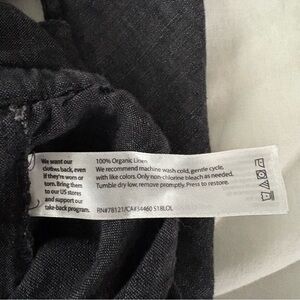 We want our
clothes back, even
if they're worn or
torn. Bring them
to our US stores
and support our
take-back program.
100% Organic Linen
We recommend machine wash cold, gentle cycle,
with like colors. Only non-chlorine bleach as needed.
Tumble dry low, remove promptly. Press to restore.
RN#78121/CA#34460 S18LOL